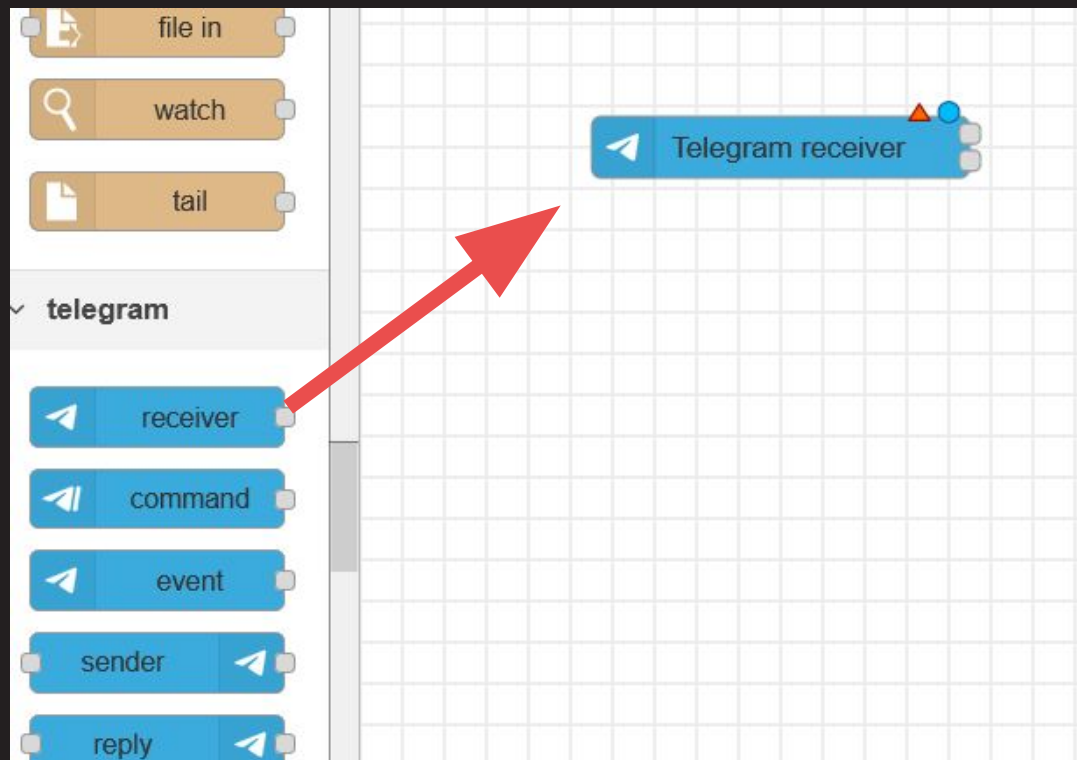 file in
watch
tail
telegram
receiver
command
event
sender
reply
Telegram receiver